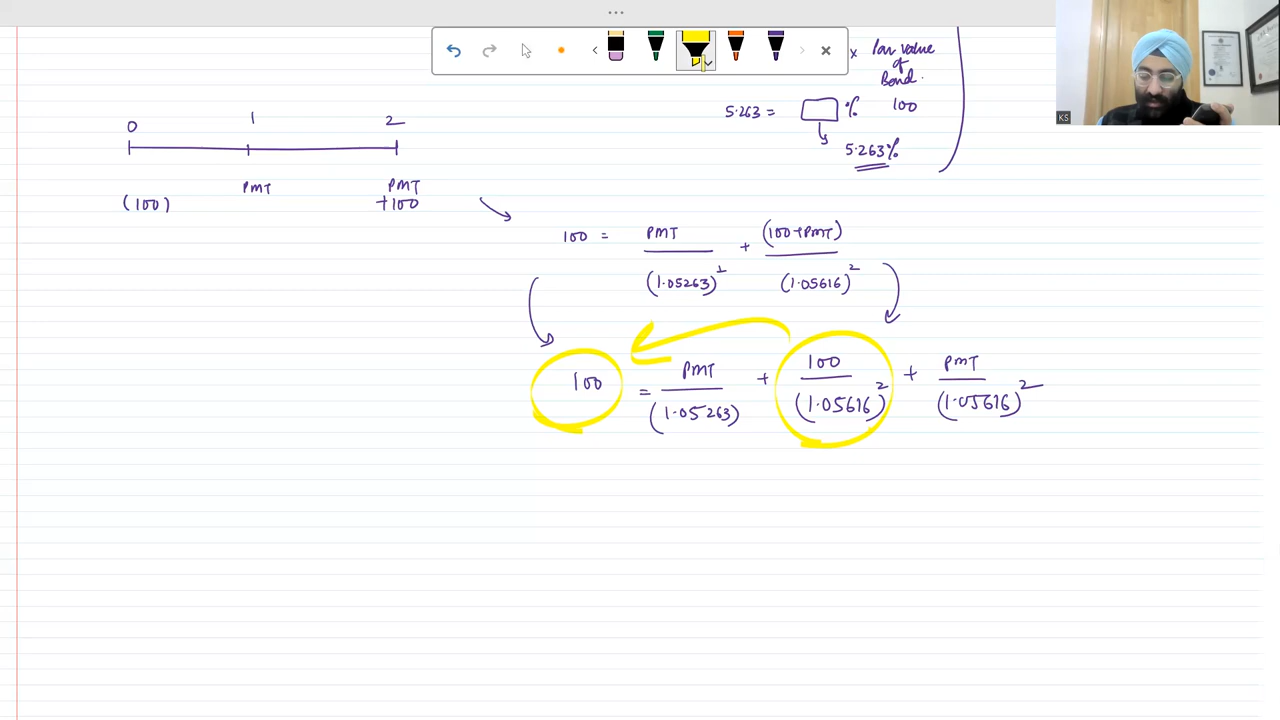 × Par value
of
Bond.
5.263 = % 100
5.263%
0 1 2
PMT PMT
(100) +100
100 = PMT/(1.05263)^1 + (100+PMT)/(1.05616)^2
100 = PMT/(1.05263) + 100/(1.05616)^2 + PMT/(1.05616)^2
KS